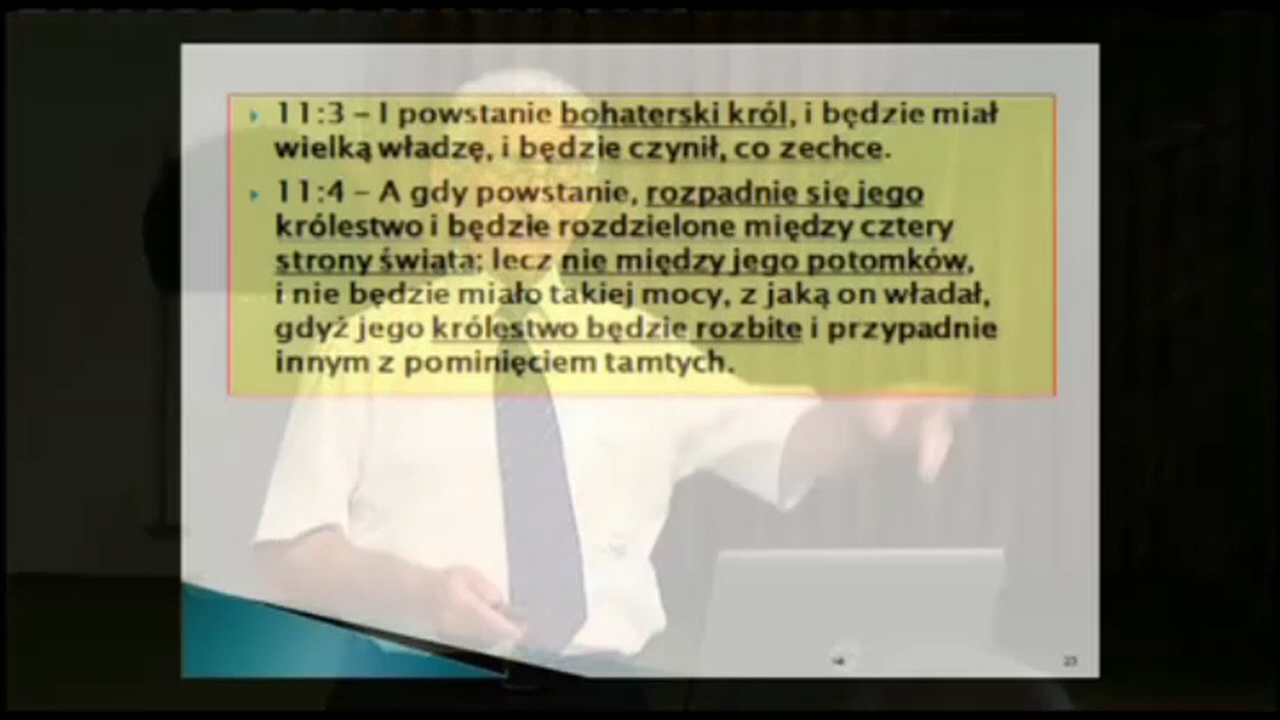 11:3 – I powstanie bohaterski król, i będzie miał
wielką władzę, i będzie czynił, co zechce.
11:4 – A gdy powstanie, rozpadnie się jego
królestwo i będzie rozdzielone między cztery
strony świata; lecz nie między jego potomków,
i nie będzie miało takiej mocy, z jaką on władał,
gdyż jego królestwo będzie rozbite i przypadnie
innym z pominięciem tamtych.
23